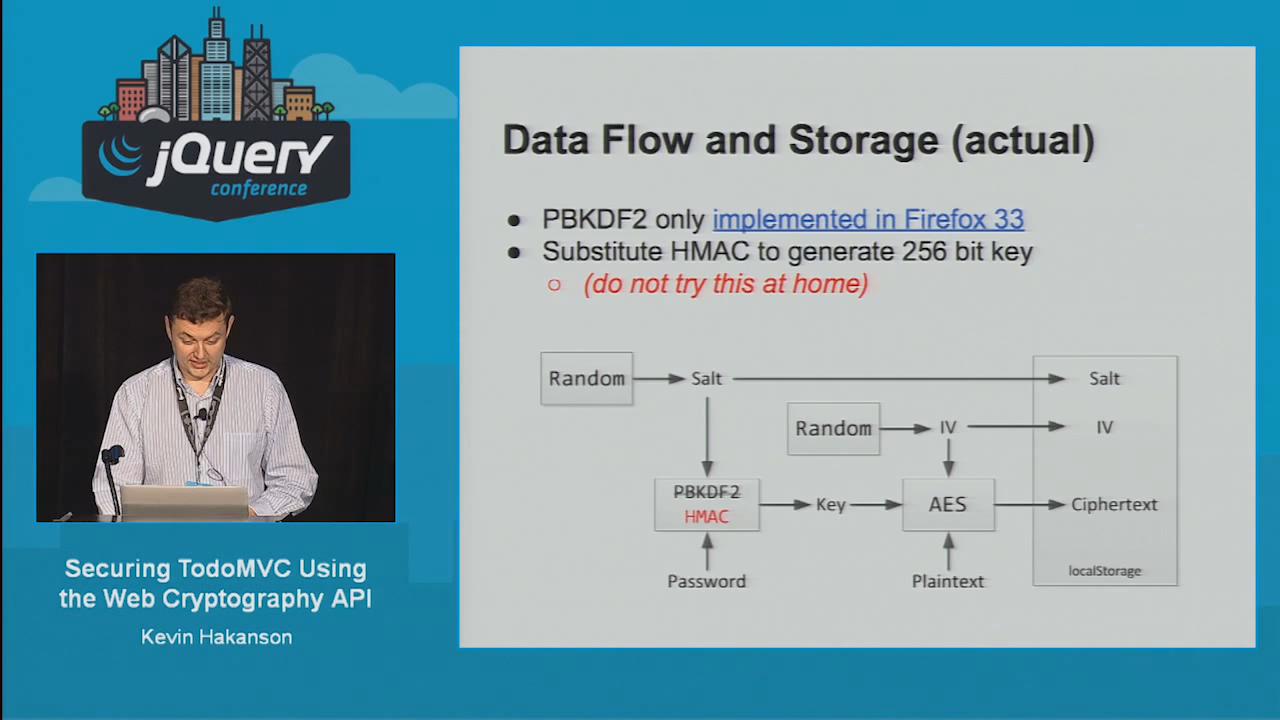 jQuery
conference
Securing TodoMVC Using
the Web Cryptography API
Kevin Hakanson
Data Flow and Storage (actual)
● PBKDF2 only implemented in Firefox 33
● Substitute HMAC to generate 256 bit key
○ (do not try this at home)
Random
Salt
Salt
Random
IV
IV
PBKDF2
HMAC
Key
AES
Ciphertext
Password
Plaintext
localStorage